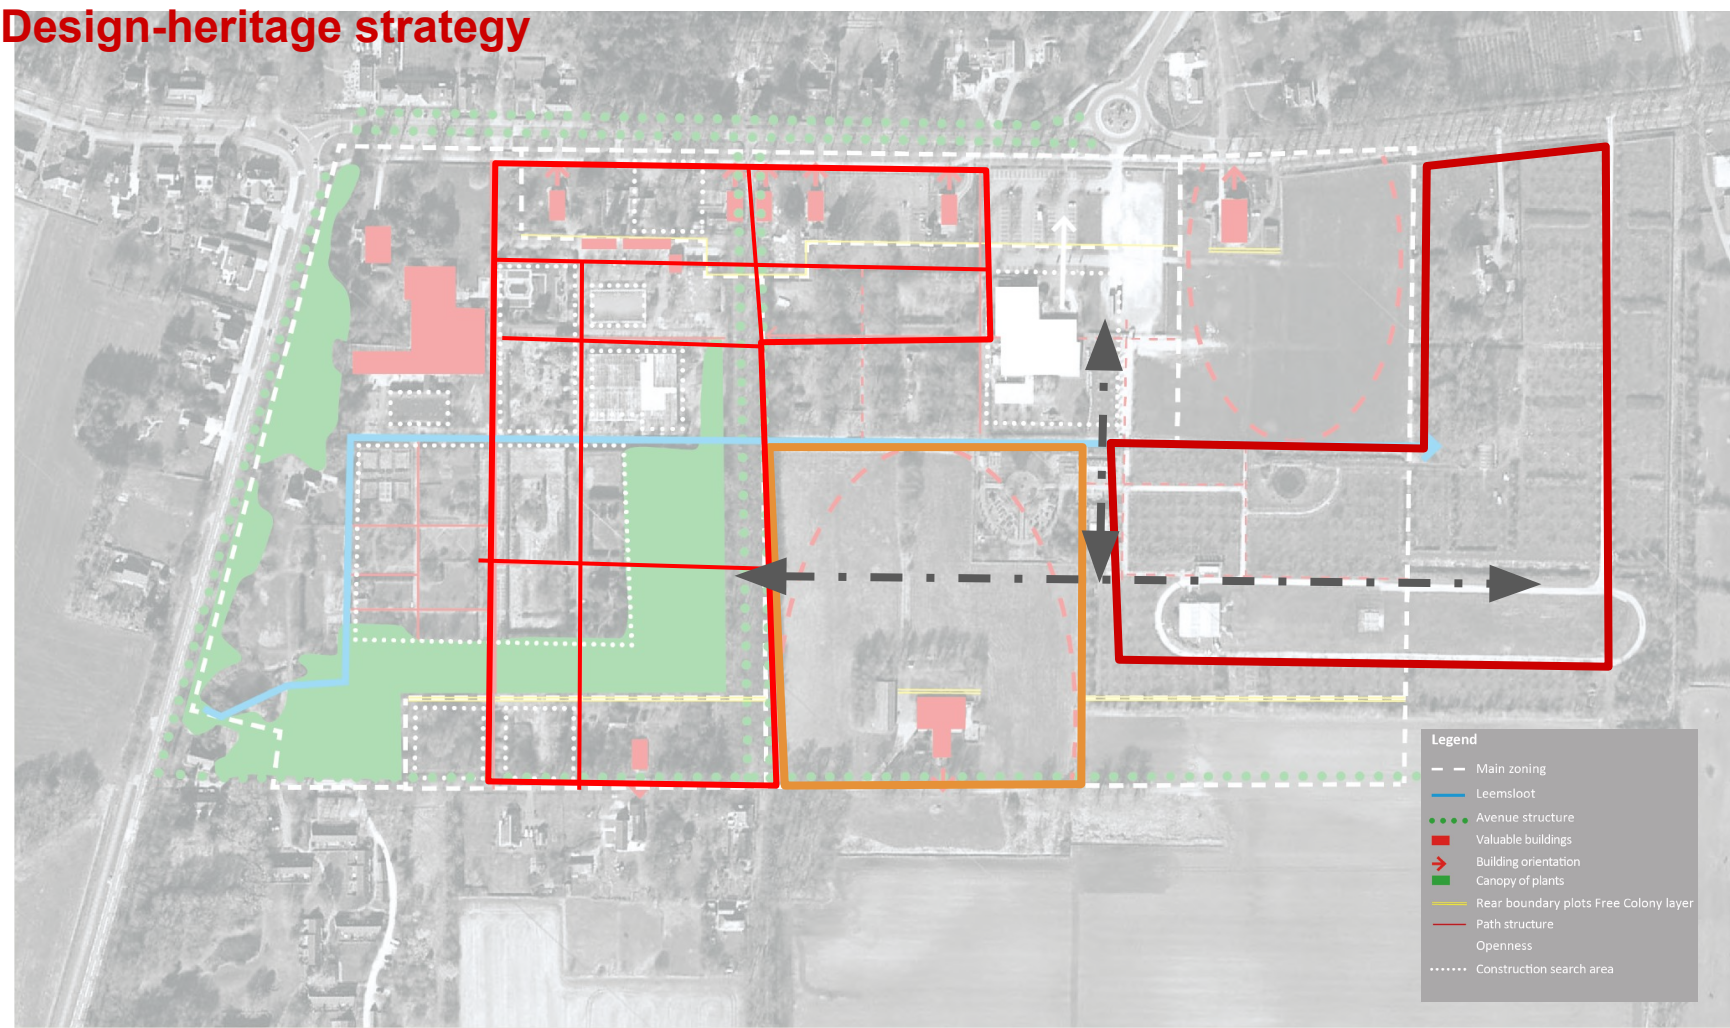 Design-heritage strategy
Legend
Main zoning
Leemsloot
Avenue structure
Valuable buildings
Building orientation
Canopy of plants
Rear boundary plots Free Colony layer
Path structure
Openness
Construction search area